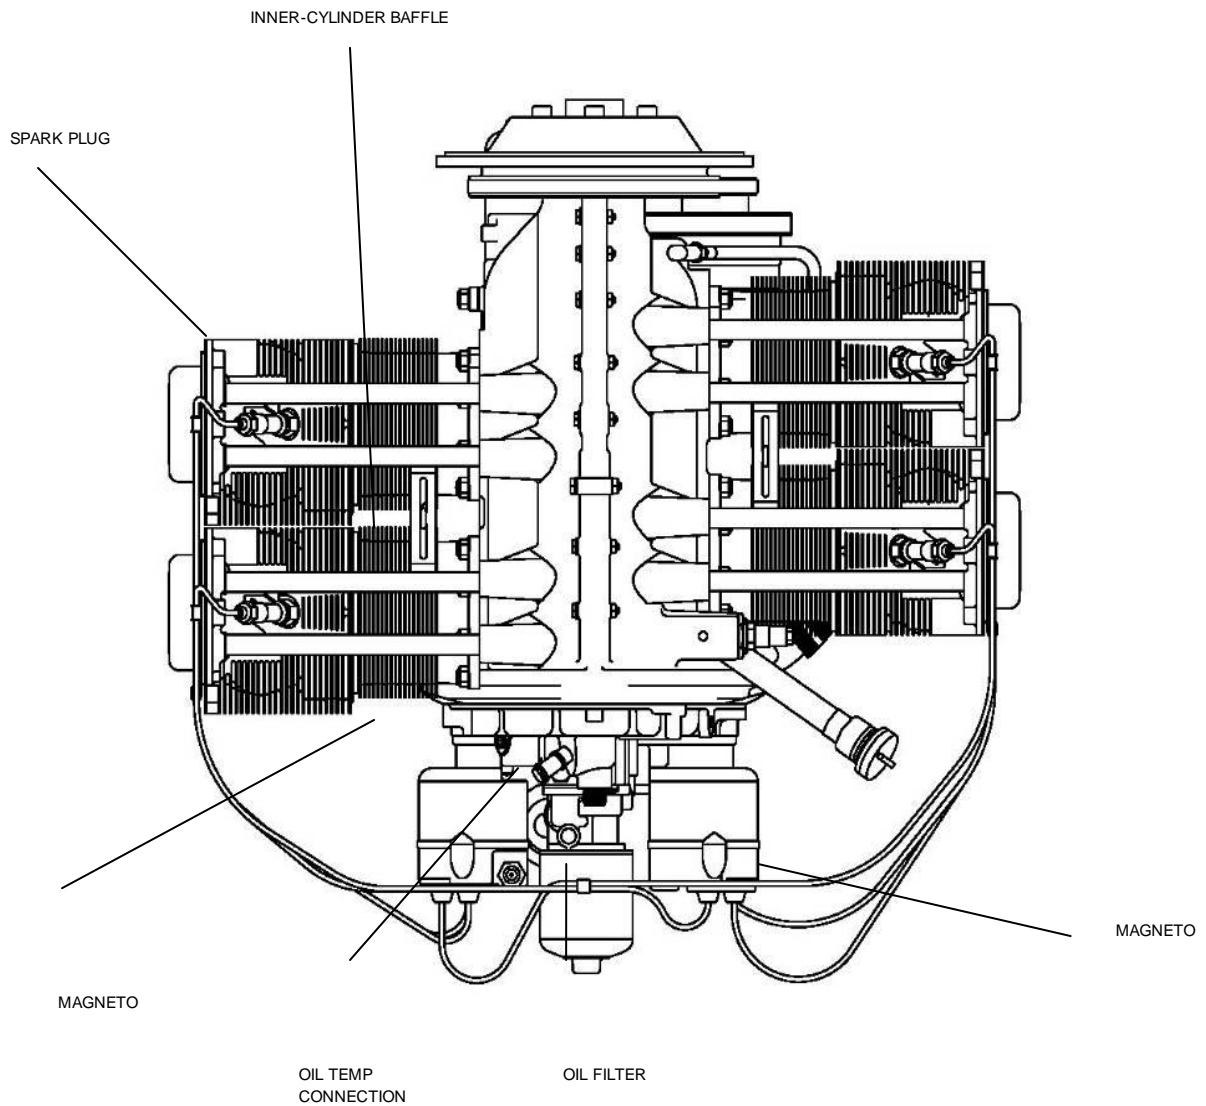 INNER-CYLINDER BAFFLE
SPARK PLUG
MAGNETO
MAGNETO
OIL TEMP
CONNECTION
OIL FILTER